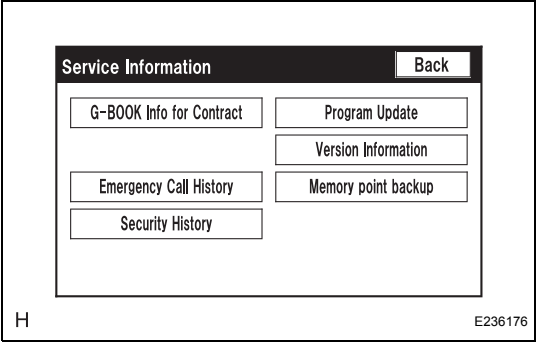 Service Information
Back
G-BOOK Info for Contract
Program Update
Version Information
Emergency Call History
Memory point backup
Security History
H
E236176